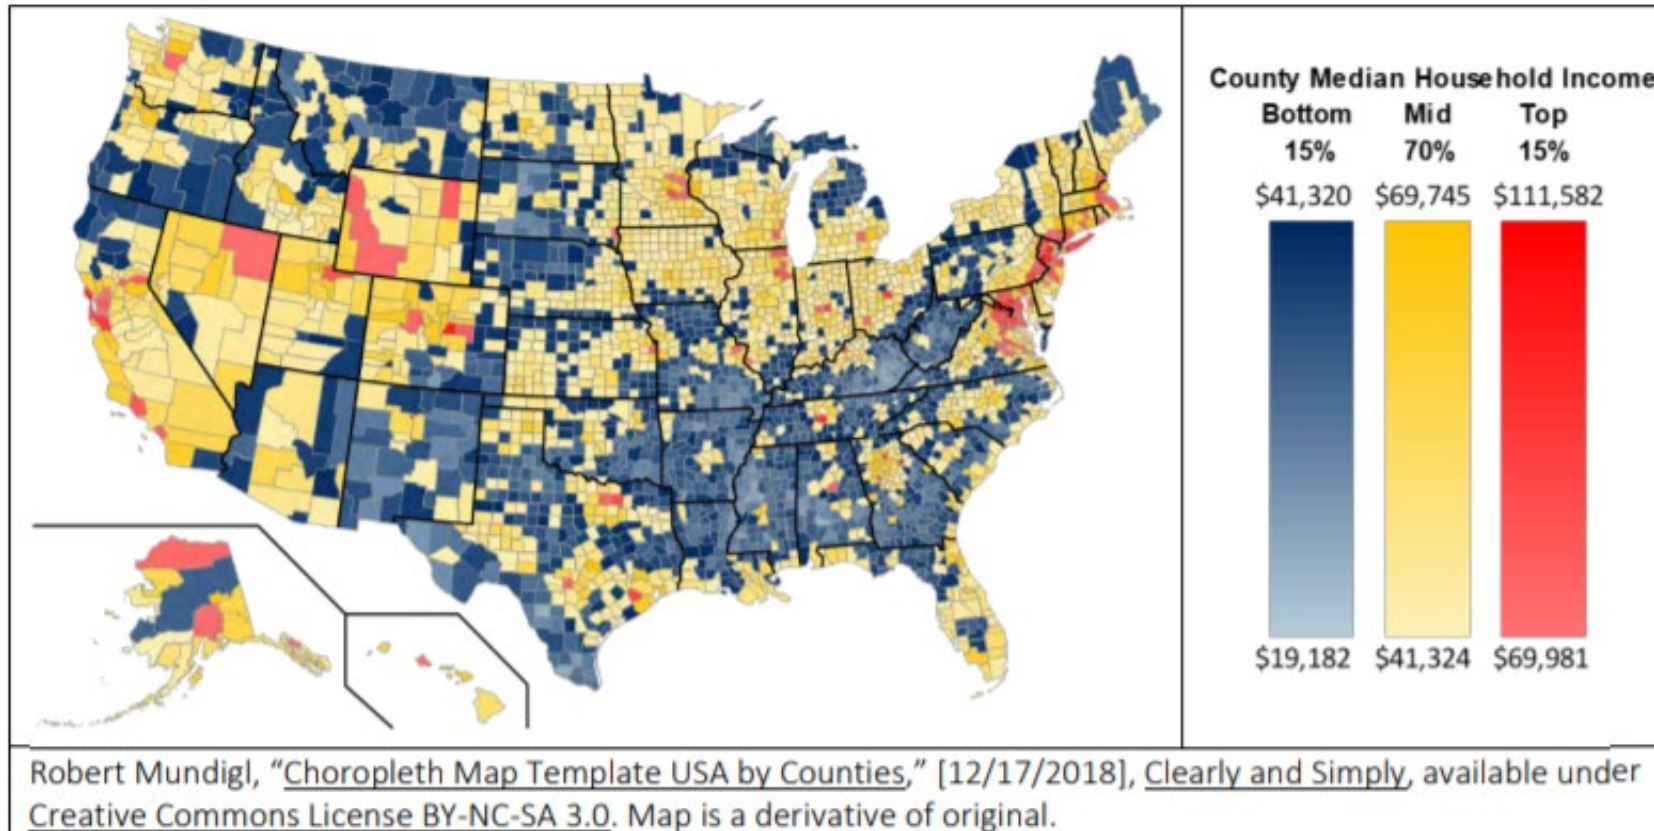 County Median Household Income
Bottom Mid Top
15% 70% 15%
$41,320 $69,745 $111,582
$19,182 $41,324 $69,981
Robert Mundigl, “Choropleth Map Template USA by Counties,” [12/17/2018], Clearly and Simply, available under
Creative Commons License BY-NC-SA 3.0. Map is a derivative of original.